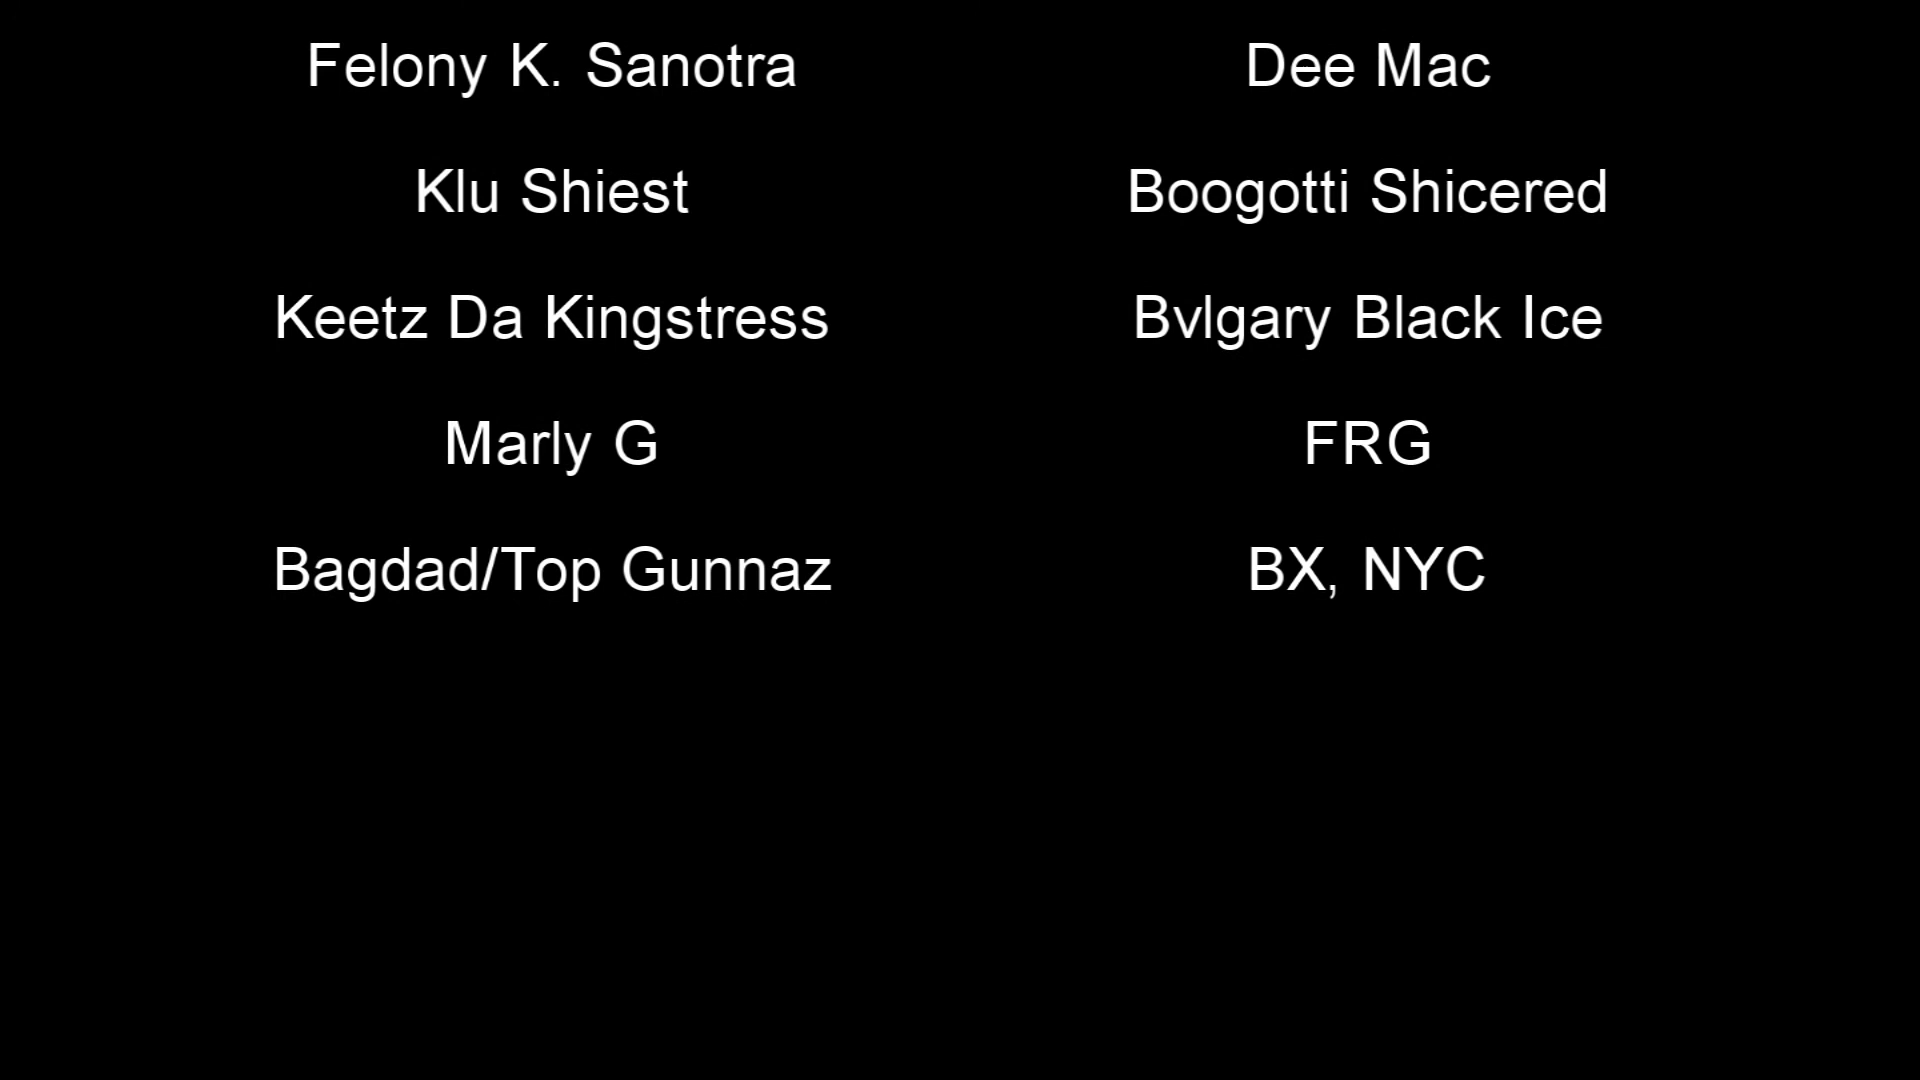 Felony K. Sanotra
Dee Mac
Klu Shiest
Boogotti Shicered
Keetz Da Kingstress
Bvlgary Black Ice
Marly G
FRG
Bagdad/Top Gunnaz
BX, NYC